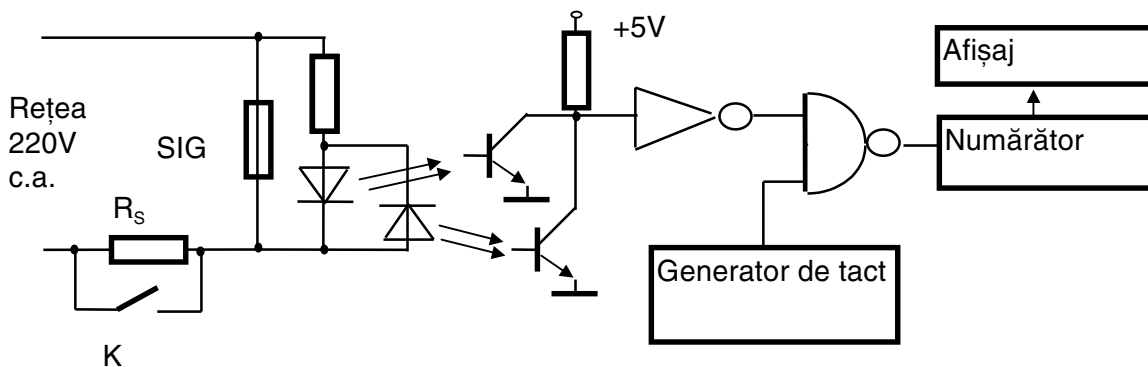 +5V
Afișaj
Rețea
220V
c.a.
SIG
Numărător
R_S
Generator de tact
K